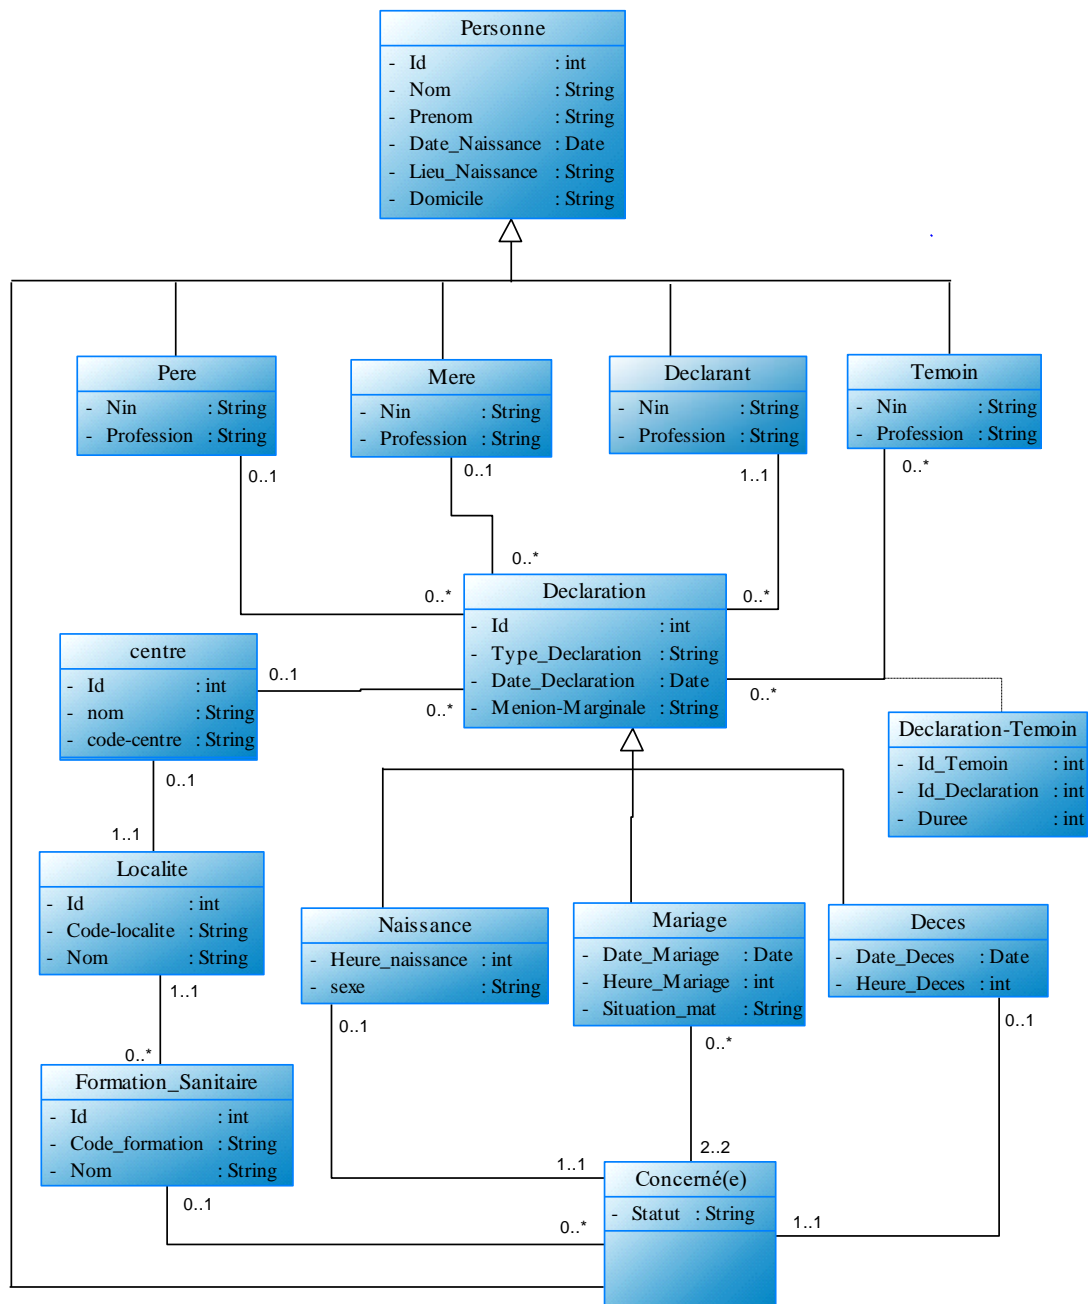 Personne
- Id : int
- Nom : String
- Prenom : String
- Date_Naissance : Date
- Lieu_Naissance : String
- Domicile : String
Pere
- Nin : String
- Profession : String
Mere
- Nin : String
- Profession : String
Declarant
- Nin : String
- Profession : String
Temoin
- Nin : String
- Profession : String
0..1
0..1
1..1
0..*
0..*
0..*
0..*
Declaration
- Id : int
- Type_Declaration : String
- Date_Declaration : Date
- Menion-Marginale : String
centre
- Id : int
- nom : String
- code-centre : String
0..1
0..*
0..*
Declaration-Temoin
- Id_Temoin : int
- Id_Declaration : int
- Duree : int
0..1
1..1
Localite
- Id : int
- Code-localite : String
- Nom : String
Naissance
- Heure_naissance : int
- sexe : String
Mariage
- Date_Mariage : Date
- Heure_Mariage : int
- Situation_mat : String
Deces
- Date_Deces : Date
- Heure_Deces : int
1..1
0..1
0..*
0..1
0..*
Formation_Sanitaire
- Id : int
- Code_formation : String
- Nom : String
2..2
1..1
Concerné(e)
- Statut : String
0..1
0..*
1..1